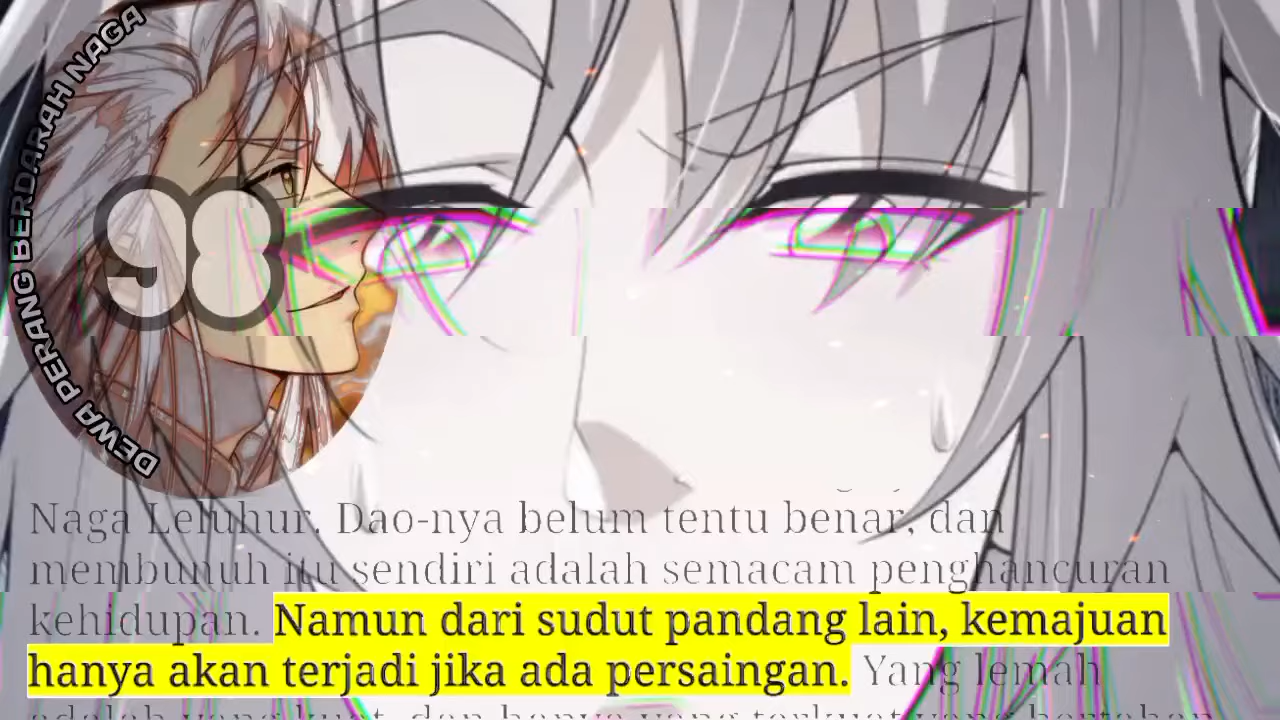 DEWA PERANG BERDARAH NAGA
98
Naga Leluhur. Dao-nya belum tentu benar, dan
membunuh itu sendiri adalah semacam penghancuran
kehidupan. Namun dari sudut pandang lain, kemajuan
hanya akan terjadi jika ada persaingan. Yang lemah